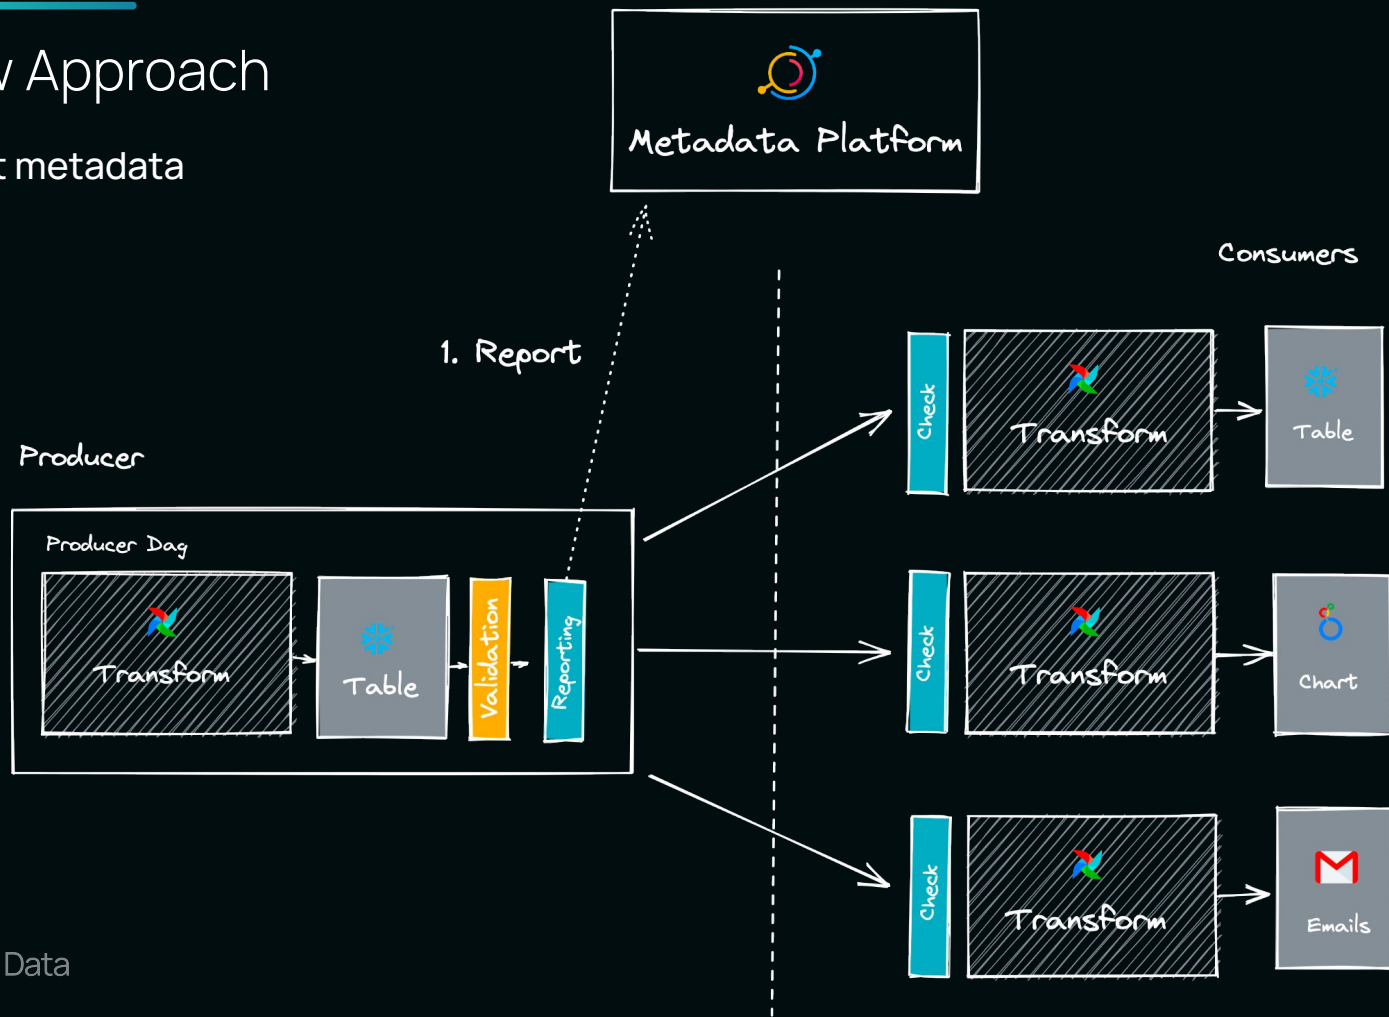 w Approach
t metadata
Metadata Platform
Consumers
1. Report
Check
Transform
Table
Producer
Producer Dag
Transform
Table
Validation
Reporting
Check
Transform
Chart
Check
Transform
Emails
Data